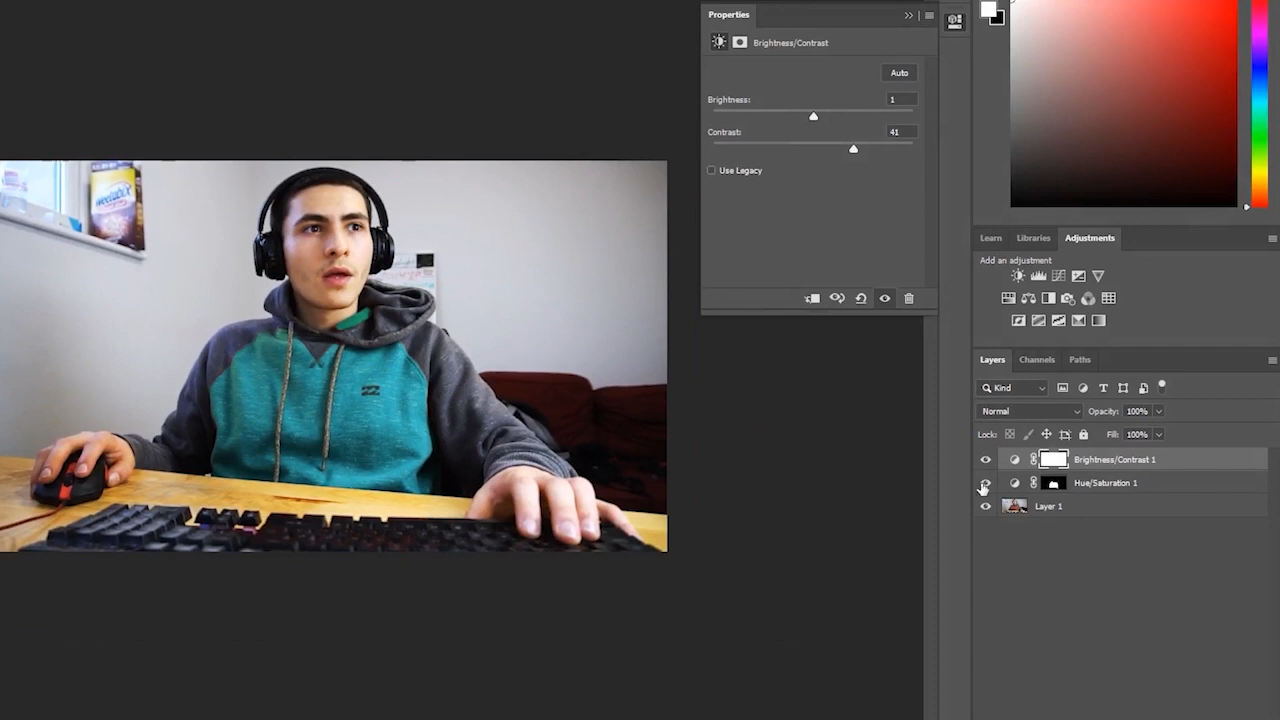 Properties
Brightness/Contrast
Auto
Brightness: 1
Contrast: 41
Use Legacy
weetabix
Learn Libraries Adjustments
Add an adjustment
Layers Channels Paths
Kind
Normal Opacity: 100%
Lock: Fill: 100%
Brightness/Contrast 1
Hue/Saturation 1
Layer 1